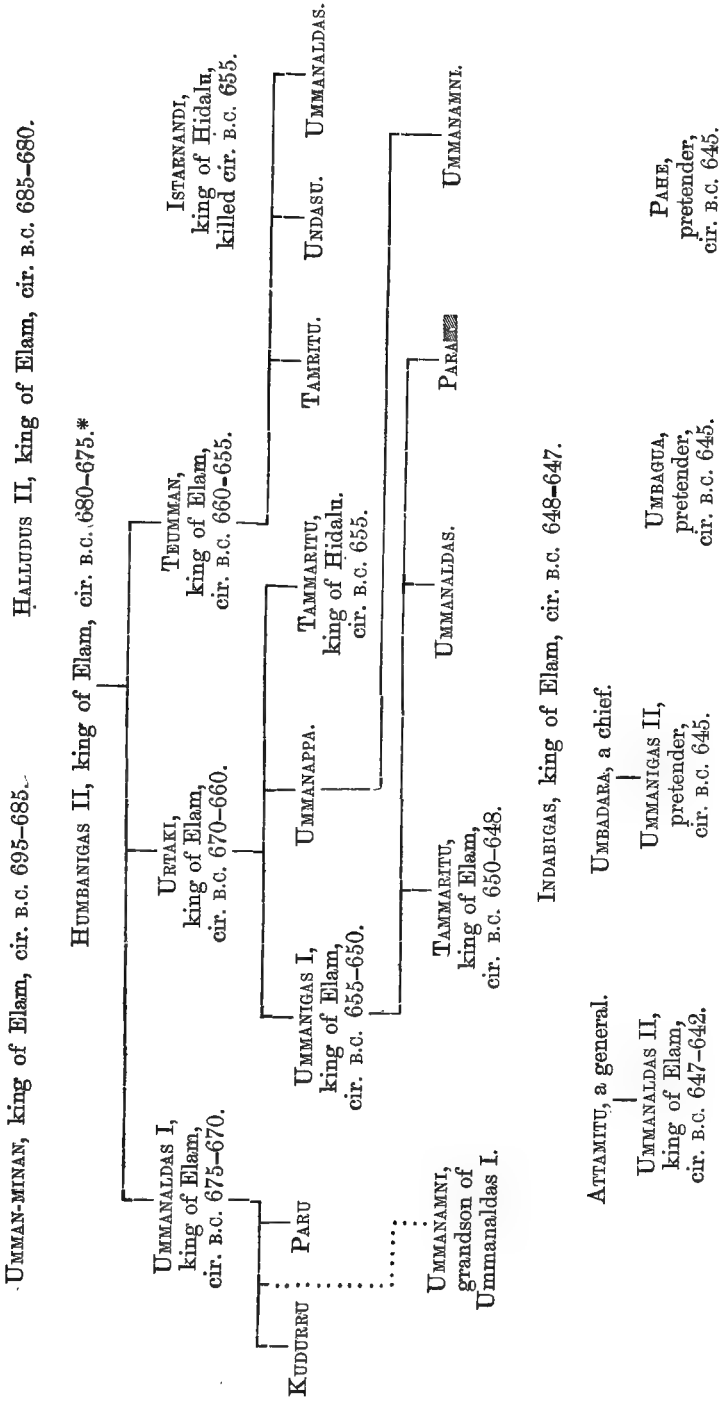 UMMAN-MINAN, king of Elam, cir. B.C. 695–685.
HALLUDUS II, king of Elam, cir. B.C. 685–680.
HUMBANIGAS II, king of Elam, cir. B.C. 680–675.*
UMMANALDAS I,
king of Elam,
cir. B.C. 675–670.
URTAKI,
king of Elam,
cir. B.C. 670–660.
TEUMMAN,
king of Elam,
cir. B.C. 660–655.
ISTARNANDI,
king of Hidalu,
killed cir. B.C. 655.
KUDURRU
PARU
UMMANIGAS I,
king of Elam,
cir. B.C. 655–650.
UMMANAPPA.
TAMMARITU,
king of Hidalu.
cir. B.C. 655.
TAMRITU.
UNDASU.
UMMANALDAS.
UMMANAMNI,
grandson of
Ummanaldas I.
TAMMARITU,
king of Elam,
cir. B.C. 650–648.
UMMANALDAS.
PARA
UMMANAMNI.
INDABIGAS, king of Elam, cir. B.C. 648–647.
ATTAMITU, a general.
UMMANALDAS II,
king of Elam,
cir. B.C. 647–642.
UMBADARA, a chief.
UMMANIGAS II,
pretender,
cir. B.C. 645.
UMBAGUA,
pretender,
cir. B.C. 645.
PAHE,
pretender,
cir. B.C. 645.